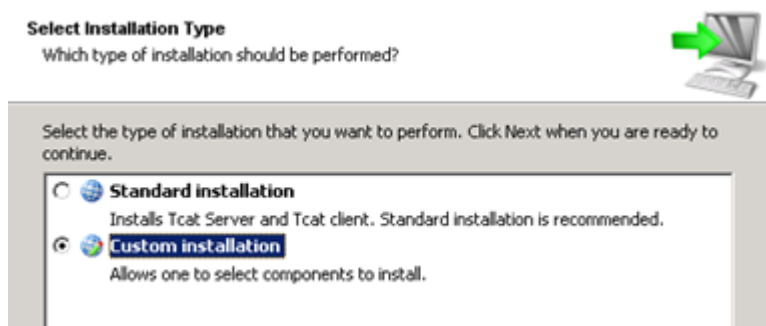 Select Installation Type
Which type of installation should be performed?
Select the type of installation that you want to perform. Click Next when you are ready to
continue.
Standard installation
Installs Tcat Server and Tcat client. Standard installation is recommended.
Custom installation
Allows one to select components to install.